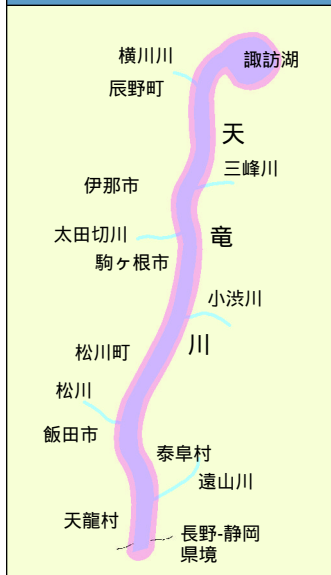 横川川
諏訪湖
辰野町
天
三峰川
伊那市
太田切川
竜
駒ヶ根市
小渋川
川
松川町
松川
飯田市
泰阜村
遠山川
天龍村
長野-静岡
県境